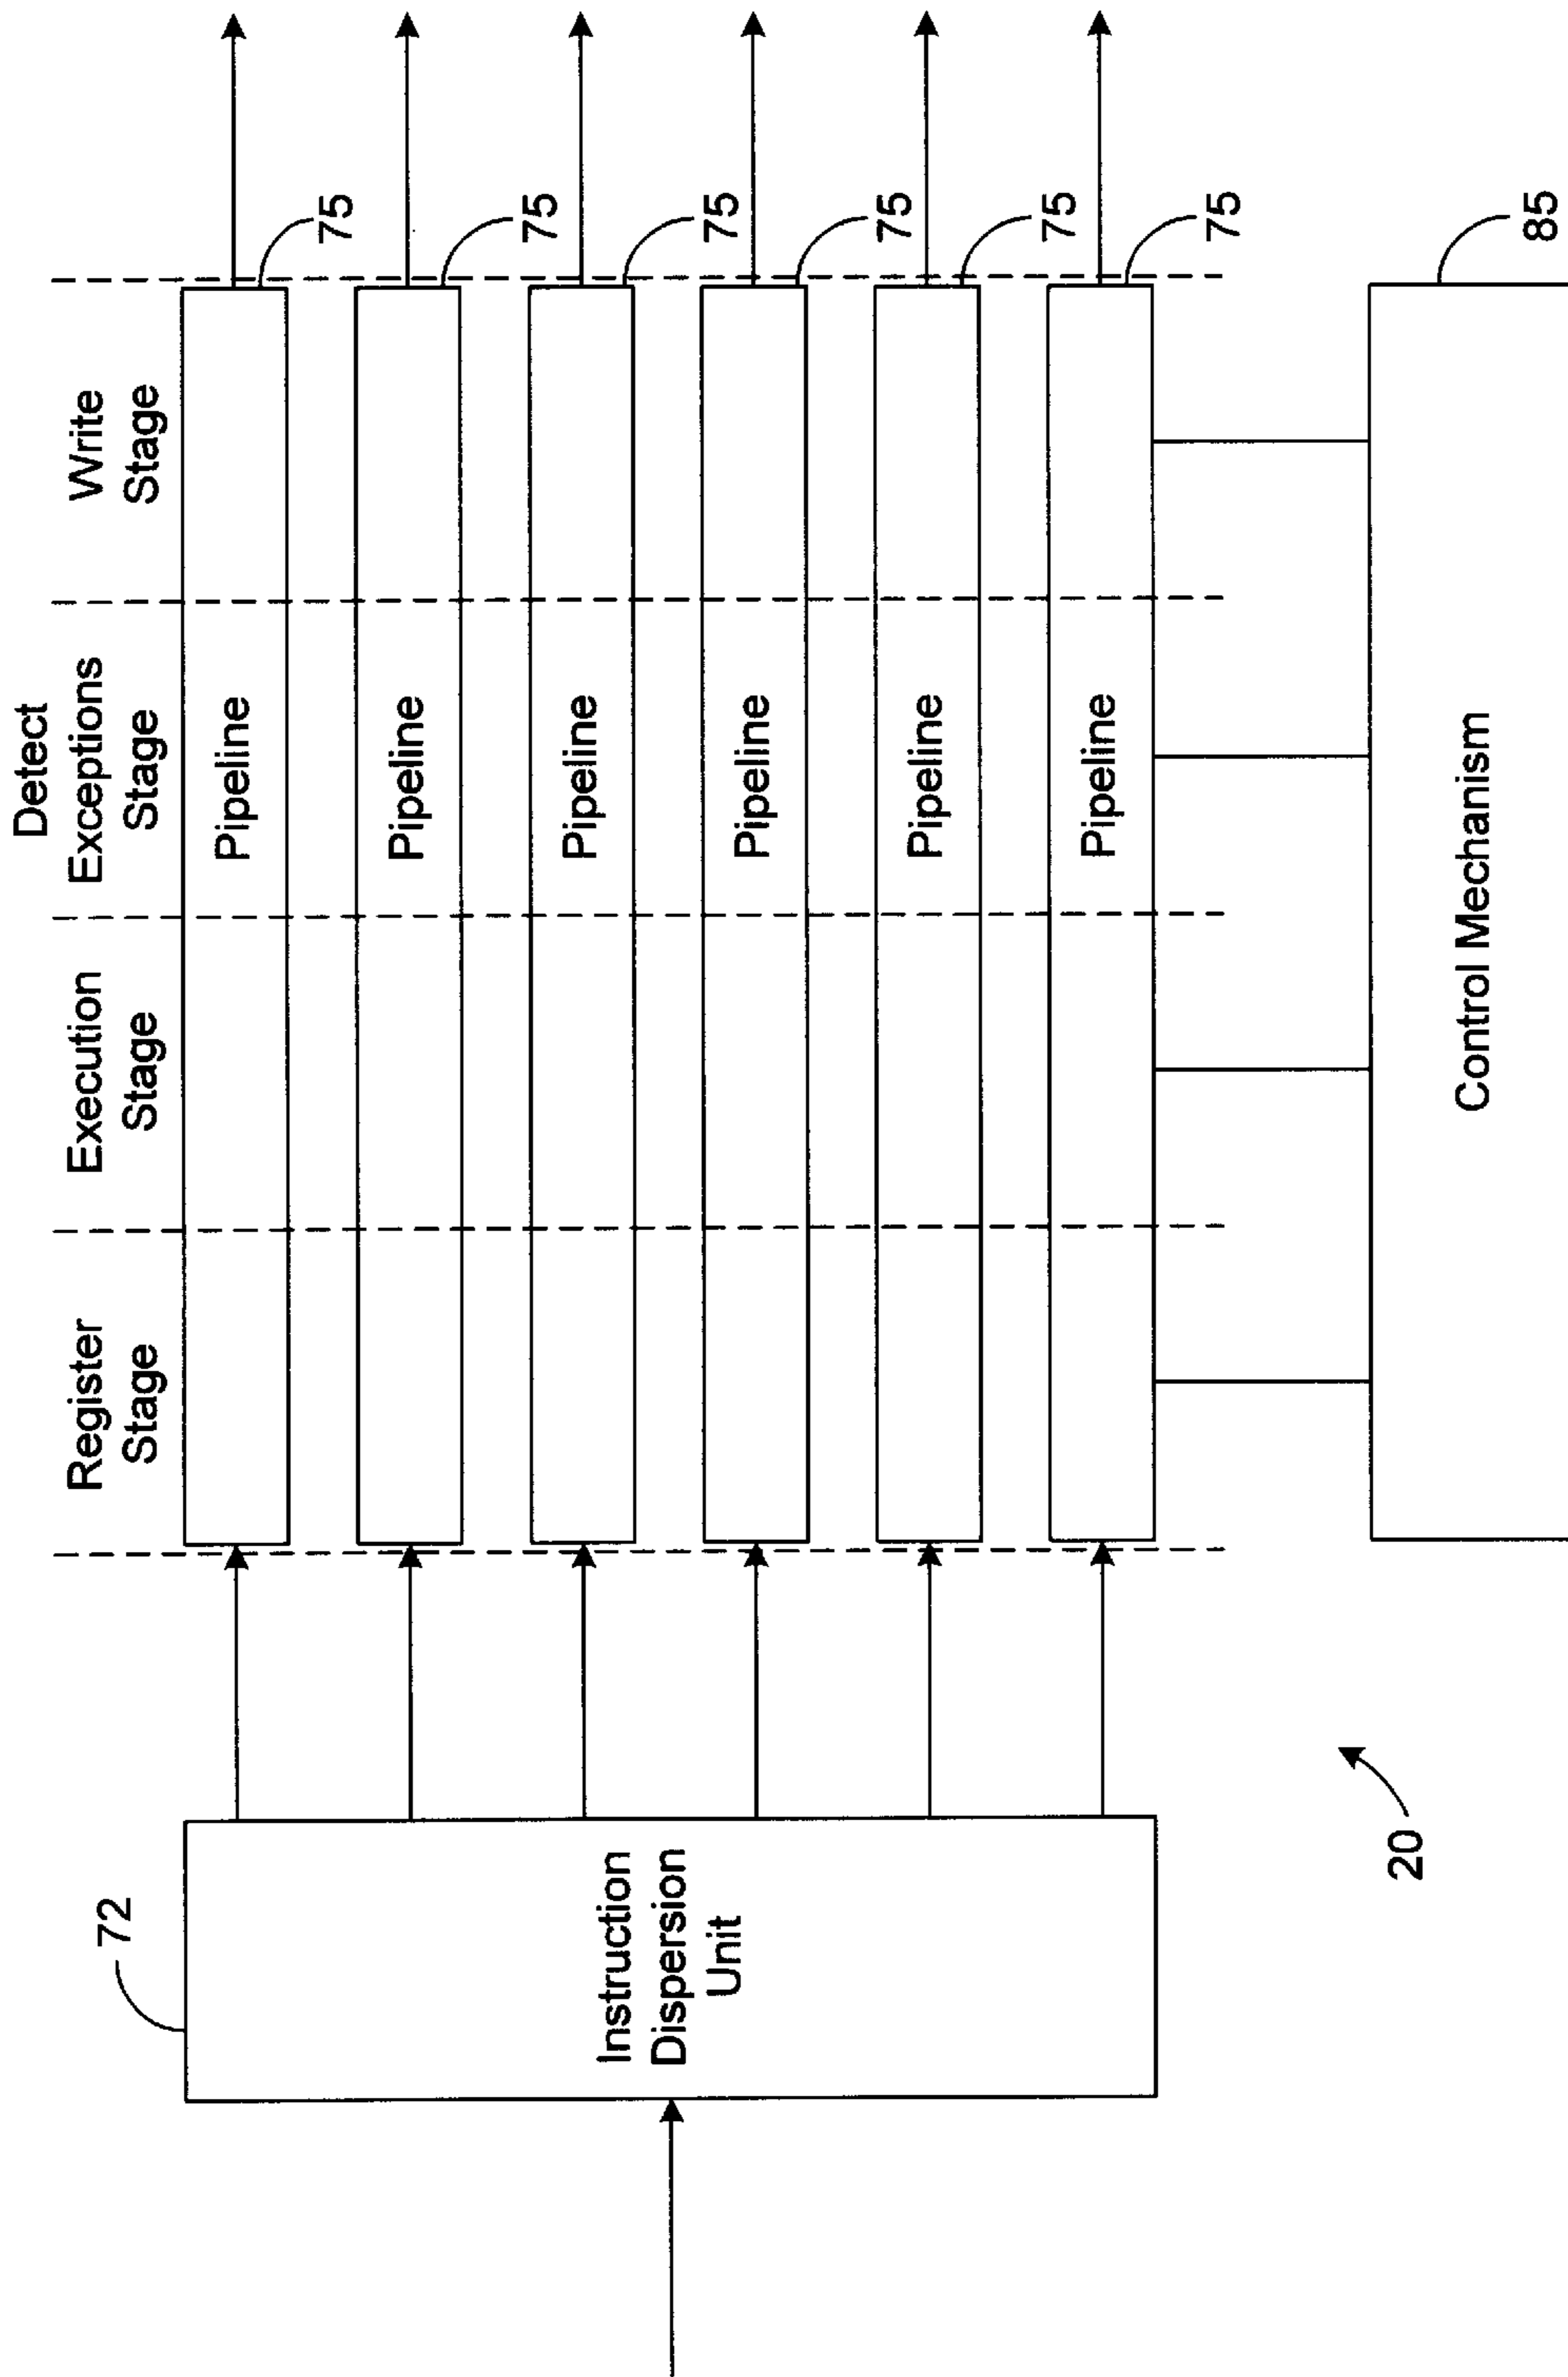 72
Instruction
Dispersion
Unit
20
Register
Stage
Execution
Stage
Detect
Exceptions
Stage
Write
Stage
Pipeline
75
Pipeline
75
Pipeline
75
Pipeline
75
Pipeline
75
Pipeline
75
Control Mechanism
85